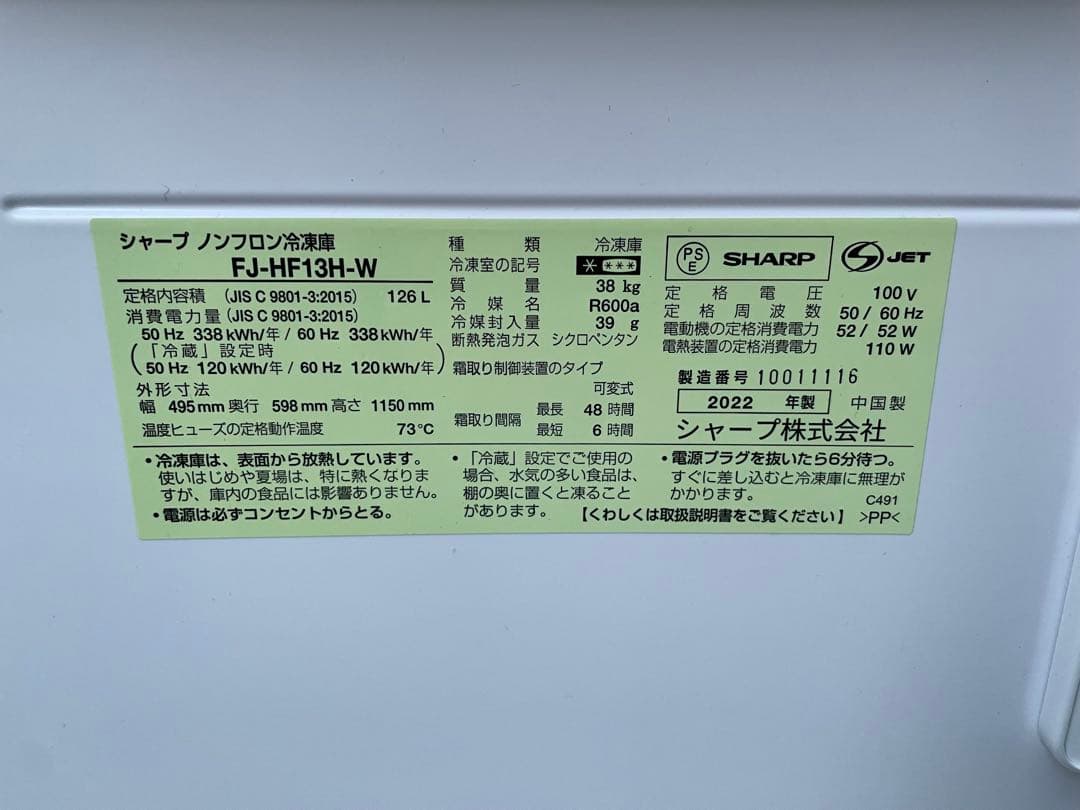 シャープ ノンフロン冷凍庫
FJ-HF13H-W
定格内容積 (JIS C 9801-3:2015) 126 L
消費電力量 (JIS C 9801-3:2015)
50 Hz 338 kWh/年 / 60 Hz 338 kWh/年
(「冷蔵」設定時
50 Hz 120 kWh/年 / 60 Hz 120 kWh/年)
外形寸法
幅 495 mm 奥行 598 mm 高さ 1150 mm
温度ヒューズの定格動作温度 73℃
種類 冷凍庫
冷凍室の記号 * ***
質量 38 kg
冷媒名 R600a
冷媒封入量 39 g
断熱発泡ガス シクロペンタン
霜取り制御装置のタイプ
可変式
霜取り間隔 最長 48 時間
最短 6 時間
PSE SHARP S JET
定格電圧 100 V
定格周波数 50 / 60 Hz
電動機の定格消費電力 52 / 52 W
電熱装置の定格消費電力 110 W
製造番号 10011116
2022 年製 中国製
シャープ株式会社
・冷凍庫は、表面から放熱しています。
使いはじめや夏場は、特に熱くなりま
すが、庫内の食品には影響ありません。
・電源は必ずコンセントからとる。
・「冷蔵」設定でご使用の
場合、水気の多い食品は、
棚の奥に置くと凍ること
があります。
・電源プラグを抜いたら6分待つ。
すぐに差し込むと冷凍庫に無理が
かかります。
C491
【くわしくは取扱説明書をご覧ください】 >PP<